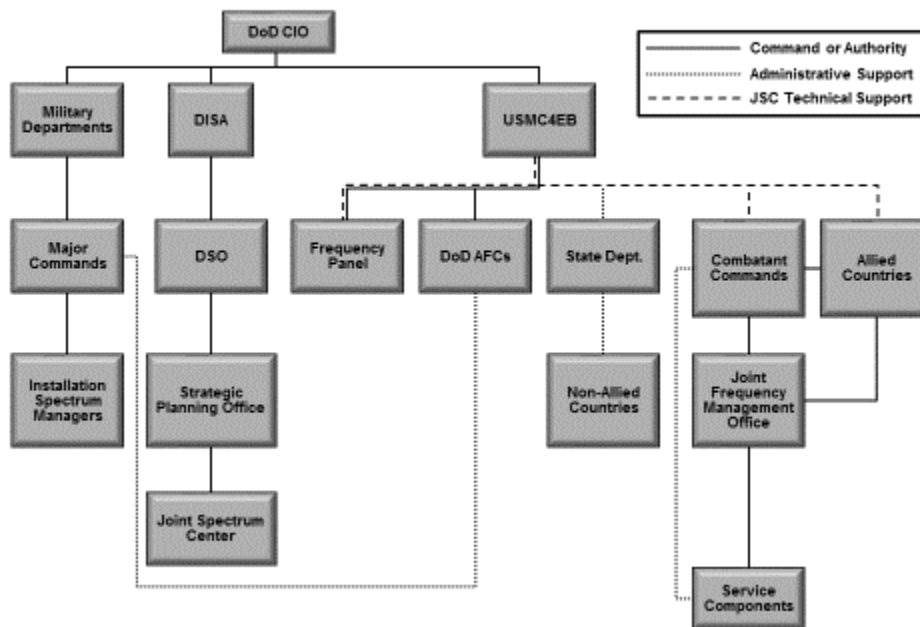 DoD CIO
Command or Authority
Administrative Support
JSC Technical Support
Military
Departments
DISA
USMC4EB
Major
Commands
DSO
Frequency
Panel
DoD AFCs
State Dept.
Combatant
Commands
Allied
Countries
Installation
Spectrum
Managers
Strategic
Planning Office
Non-Allied
Countries
Joint
Frequency
Management
Office
Joint Spectrum
Center
Service
Components